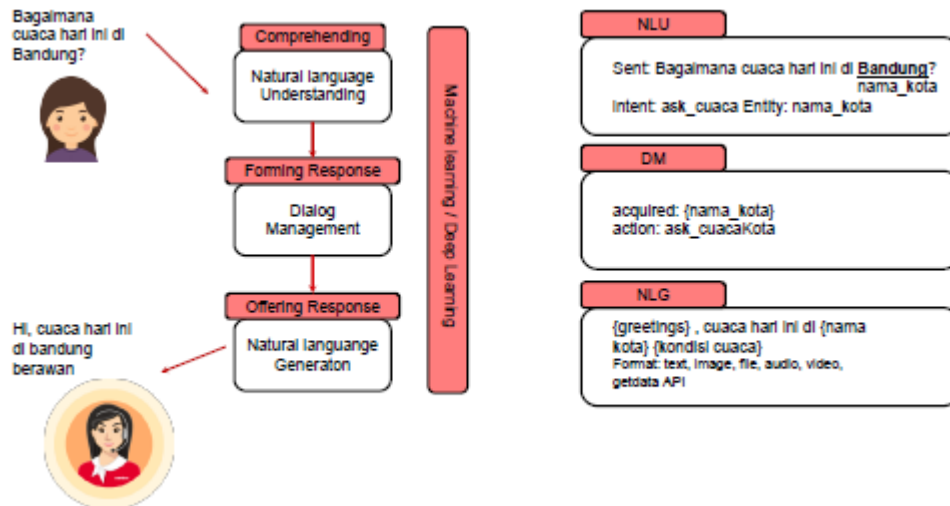 Bagaimana
cuaca hari ini di
Bandung?
Comprehending
Natural language
Understanding
Forming Response
Dialog
Management
Offering Response
Natural languange
Generaton
Hi, cuaca hari ini
di bandung
berawan
Machine learning / Deep Learning
NLU
Sent: Bagaimana cuaca hari ini di Bandung?
nama_kota
Intent: ask_cuaca Entity: nama_kota
DM
acquired: {nama_kota}
action: ask_cuacaKota
NLG
{greetings} , cuaca hari ini di {nama
kota} {kondisi cuaca}
Format: text, image, file, audio, video,
getdata API